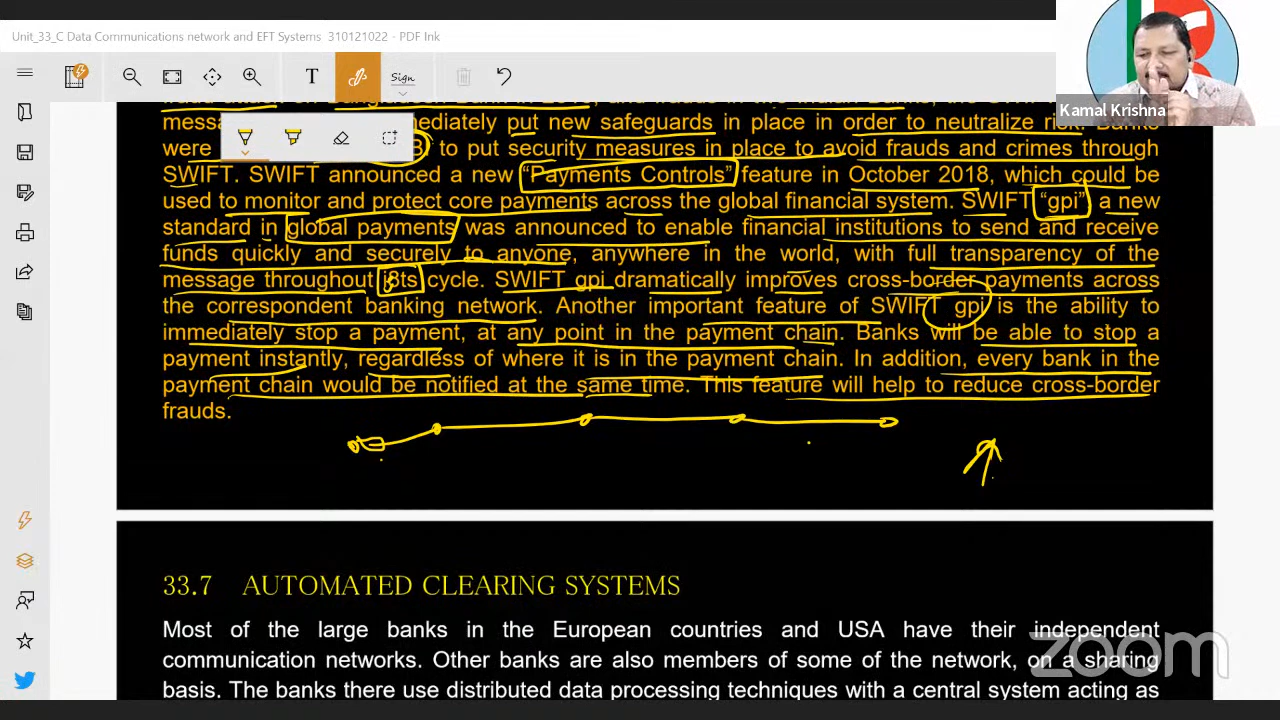 Unit_33_C Data Communications network and EFT Systems 310121022 - PDF Ink
T
Sign
Kamal Krishna
mediately put new safeguards in place in order to neutralize risk. Banks
were to put security measures in place to avoid frauds and crimes through
SWIFT. SWIFT announced a new “Payments Controls” feature in October 2018, which could be
used to monitor and protect core payments across the global financial system. SWIFT “gpi” a new
standard in global payments was announced to enable financial institutions to send and receive
funds quickly and securely to anyone, anywhere in the world, with full transparency of the
message throughout its cycle. SWIFT gpi dramatically improves cross-border payments across
the correspondent banking network. Another important feature of SWIFT gpi is the ability to
immediately stop a payment, at any point in the payment chain. Banks will be able to stop a
payment instantly, regardless of where it is in the payment chain. In addition, every bank in the
payment chain would be notified at the same time. This feature will help to reduce cross-border
frauds.
33.7 AUTOMATED CLEARING SYSTEMS
Most of the large banks in the European countries and USA have their independent
communication networks. Other banks are also members of some of the network, on a sharing
basis. The banks there use distributed data processing techniques with a central system acting as
zoom